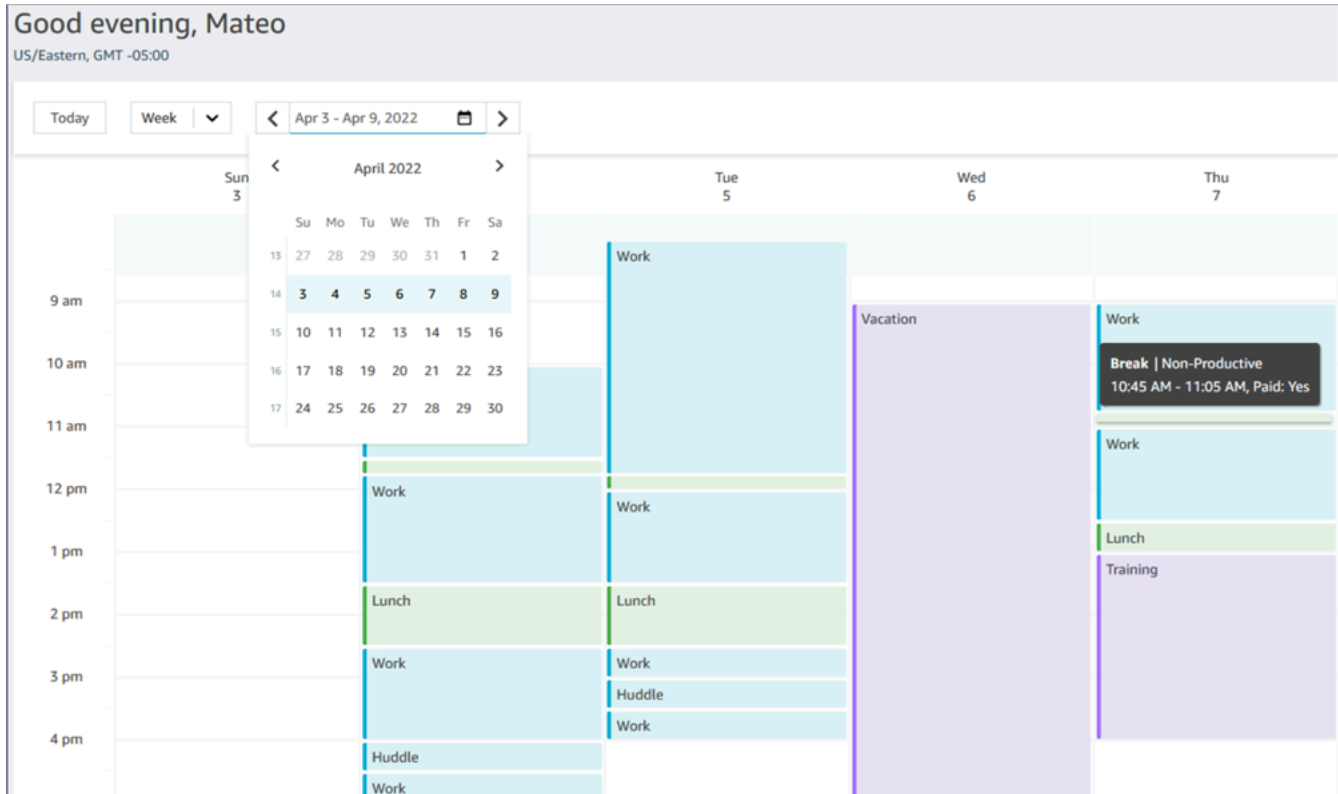 Good evening, Mateo
US/Eastern, GMT -05:00
Today Week Apr 3 - Apr 9, 2022
April 2022
Su Mo Tu We Th Fr Sa
13 27 28 29 30 31 1 2
14 3 4 5 6 7 8 9
15 10 11 12 13 14 15 16
16 17 18 19 20 21 22 23
17 24 25 26 27 28 29 30
Sun Tue Wed Thu
3 5 6 7
Work
9 am
Vacation Work
10 am
Break | Non-Productive
10:45 AM - 11:05 AM, Paid: Yes
11 am
Work
12 pm
Work
Work
Lunch
1 pm
Training
Lunch Lunch
2 pm
Work Work
3 pm
Huddle
Work
4 pm
Huddle
Work